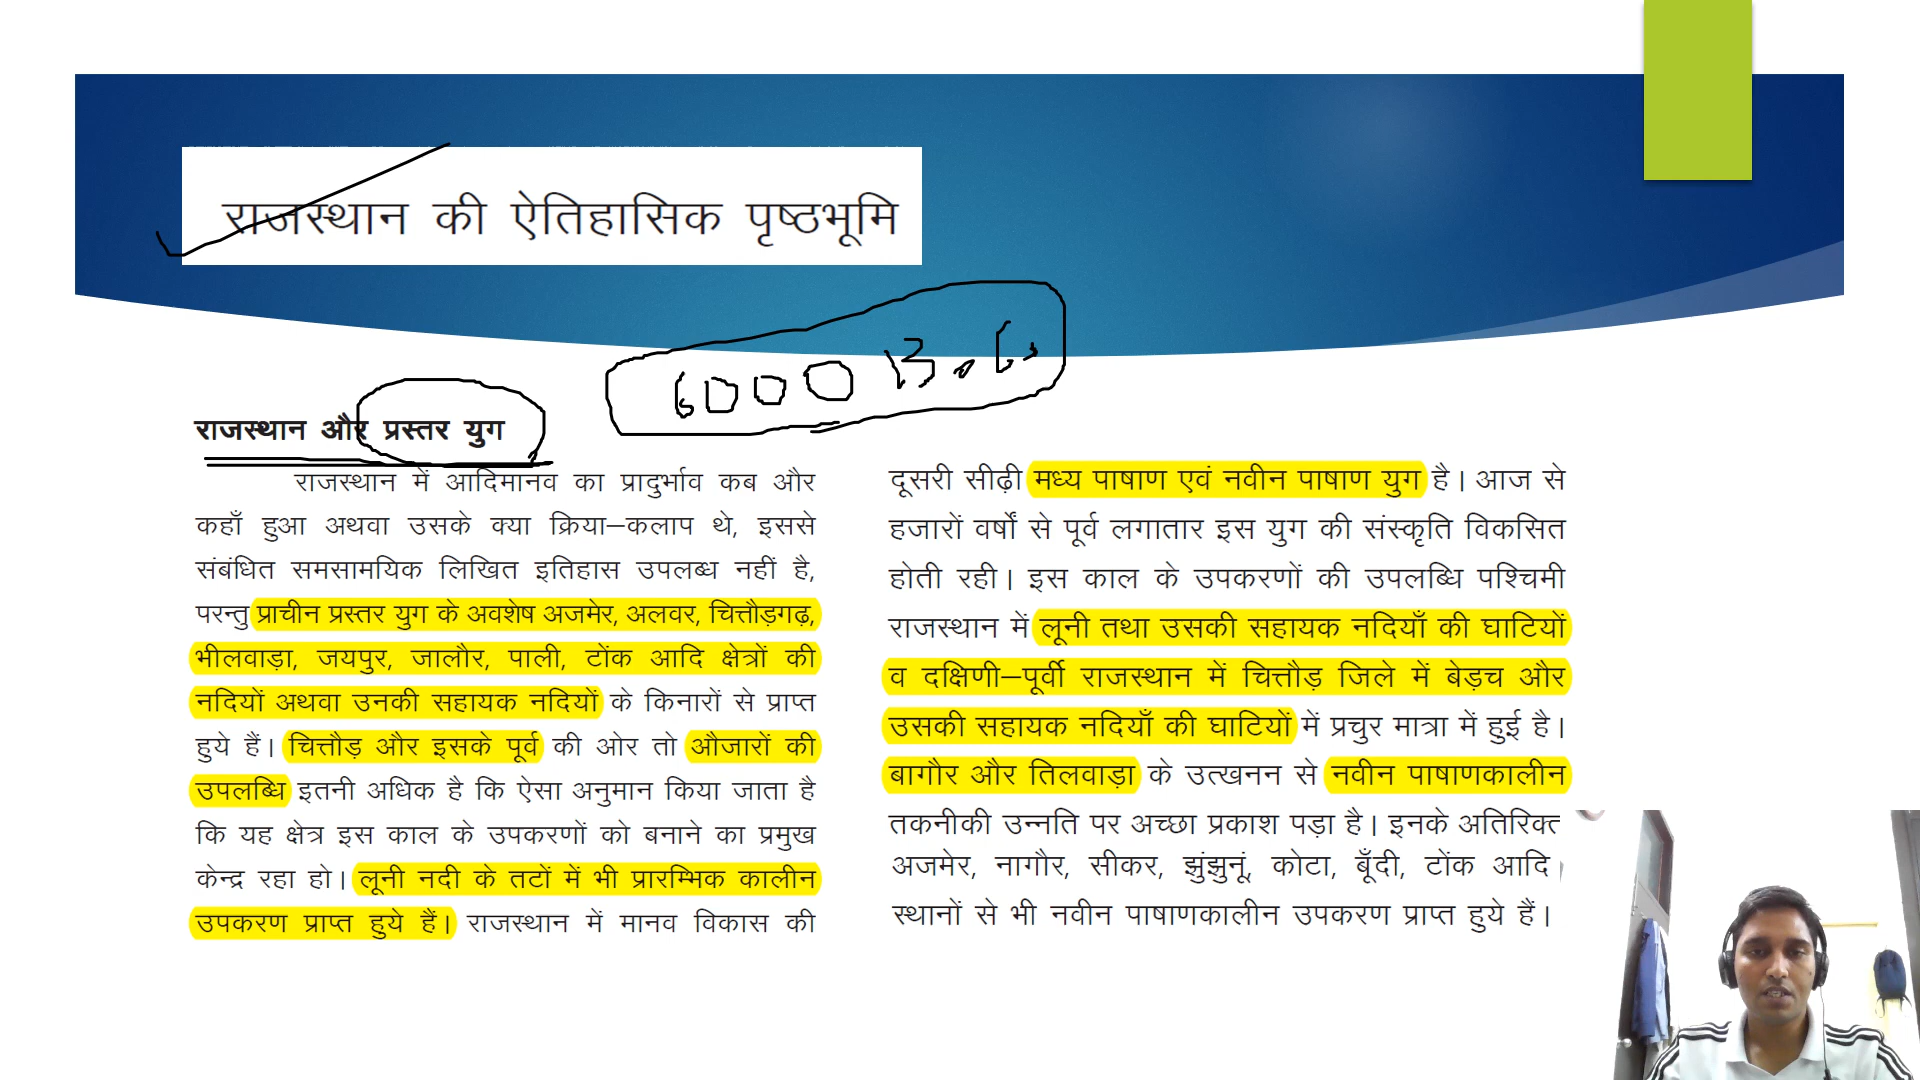 राजस्थान की ऐतिहासिक पृष्ठभूमि
6000 B.C.
राजस्थान और प्रस्तर युग
राजस्थान में आदिमानव का प्रादुर्भाव कब और
कहाँ हुआ अथवा उसके क्या क्रिया–कलाप थे, इससे
संबंधित समसामयिक लिखित इतिहास उपलब्ध नहीं है,
परन्तु प्राचीन प्रस्तर युग के अवशेष अजमेर, अलवर, चित्तौड़गढ़,
भीलवाड़ा, जयपुर, जालौर, पाली, टोंक आदि क्षेत्रों की
नदियों अथवा उनकी सहायक नदियों के किनारों से प्राप्त
हुये हैं। चित्तौड़ और इसके पूर्व की ओर तो औजारों की
उपलब्धि इतनी अधिक है कि ऐसा अनुमान किया जाता है
कि यह क्षेत्र इस काल के उपकरणों को बनाने का प्रमुख
केन्द्र रहा हो। लूनी नदी के तटों में भी प्रारम्भिक कालीन
उपकरण प्राप्त हुये हैं। राजस्थान में मानव विकास की
दूसरी सीढ़ी मध्य पाषाण एवं नवीन पाषाण युग है। आज से
हजारों वर्षों से पूर्व लगातार इस युग की संस्कृति विकसित
होती रही। इस काल के उपकरणों की उपलब्धि पश्चिमी
राजस्थान में लूनी तथा उसकी सहायक नदियाँ की घाटियों
व दक्षिणी–पूर्वी राजस्थान में चित्तौड़ जिले में बेड़च और
उसकी सहायक नदियाँ की घाटियों में प्रचुर मात्रा में हुई है।
बागौर और तिलवाड़ा के उत्खनन से नवीन पाषाणकालीन
तकनीकी उन्नति पर अच्छा प्रकाश पड़ा है। इनके अतिरिक्त
अजमेर, नागौर, सीकर, झुंझुनूं, कोटा, बूँदी, टोंक आदि
स्थानों से भी नवीन पाषाणकालीन उपकरण प्राप्त हुये हैं।